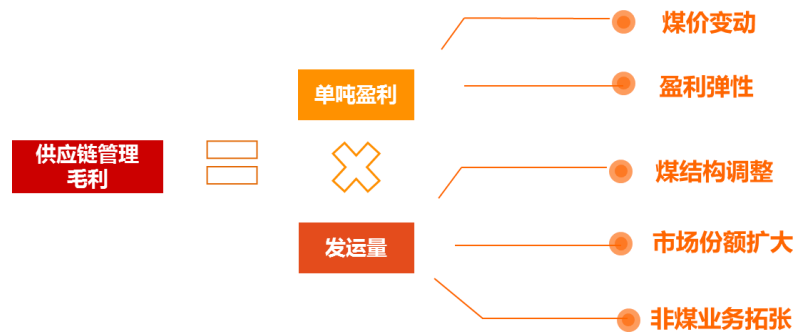 煤价变动
单吨盈利
盈利弹性
供应链管理
毛利
煤结构调整
发运量
市场份额扩大
非煤业务拓张